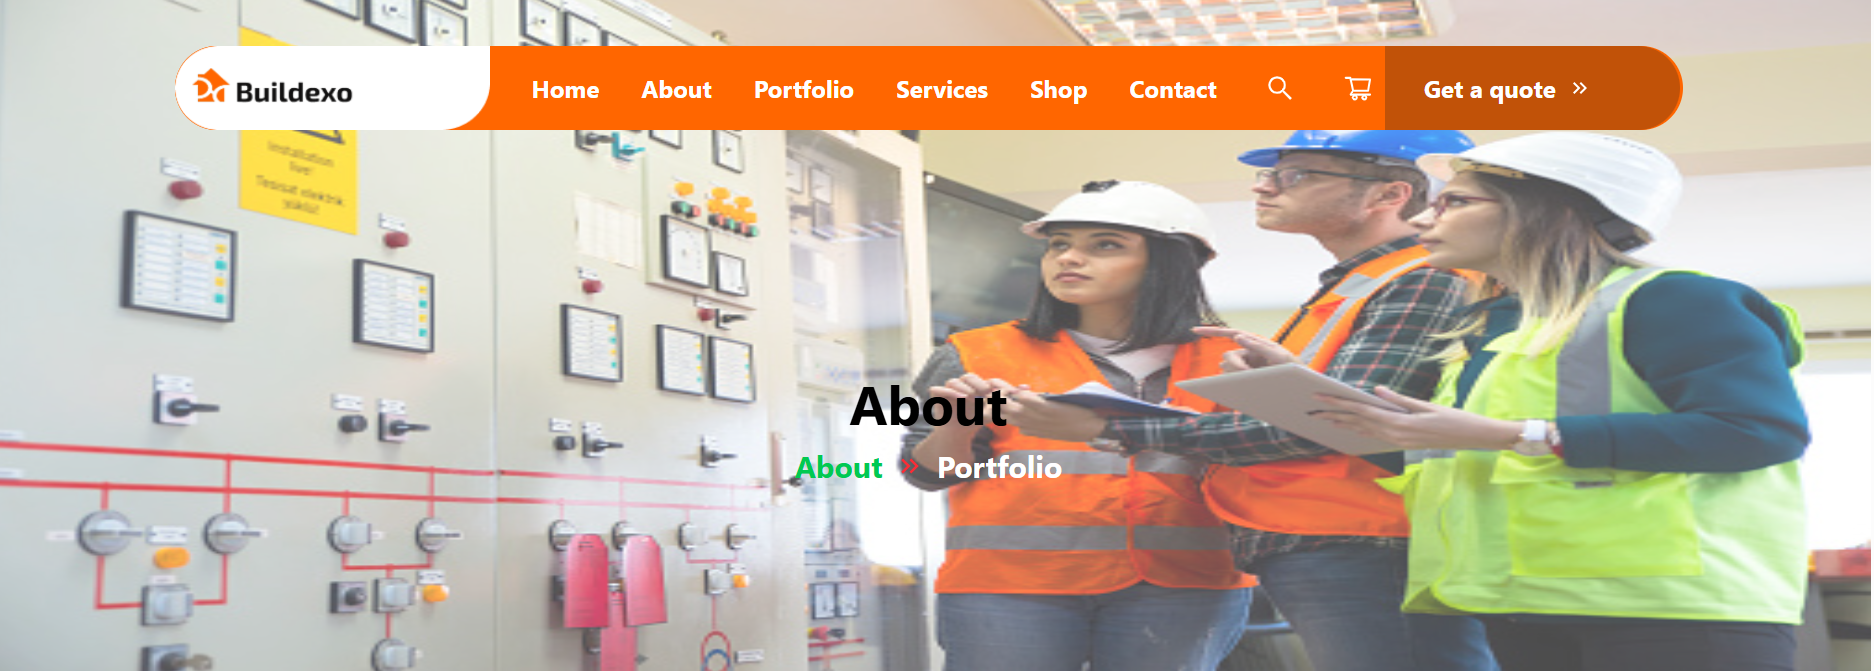 Buildexo
Home About Portfolio Services Shop Contact Get a quote »
Installation
live!
Tesisat elektrik
yüklü!
About
About » Portfolio